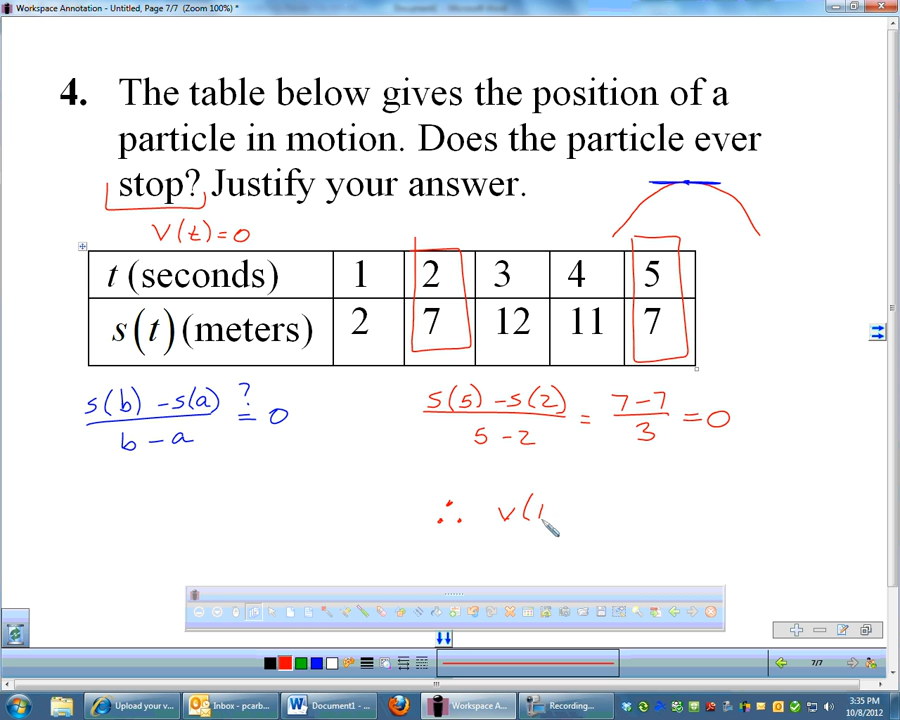 Workspace Annotation - Untitled, Page 7/7 (Zoom 100%) *
4. The table below gives the position of a
particle in motion. Does the particle ever
stop? Justify your answer.
v(t) = 0
t (seconds) 1 2 3 4 5
s(t) (meters) 2 7 12 11 7
s(b) - s(a) ? s(5) - s(2) 7 - 7
= 0 = = 0
b - a 5 - 2 3
∴ v(
7/7
Upload your v...
Inbox - pcarb...
Document1 - ...
Workspace A...
Recording...
3:35 PM
10/8/2012